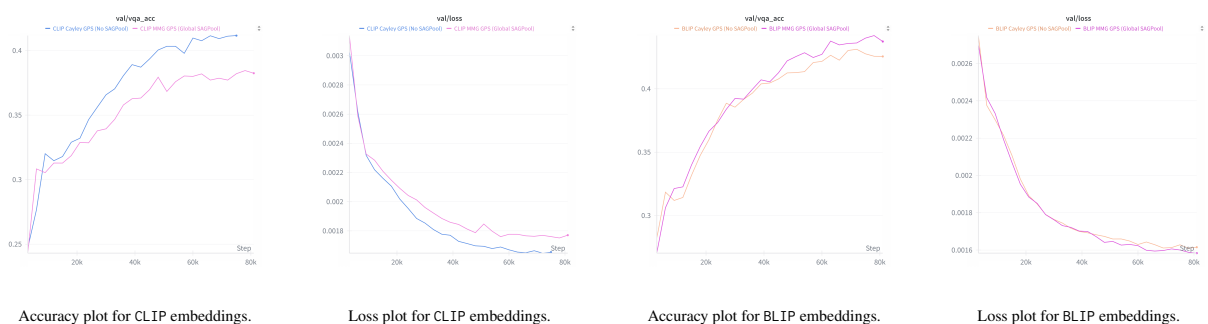 val/vqa_acc
CLIP Cayley GPS (No SAGPool) CLIP MMG GPS (Global SAGPool)
0.4
0.35
0.3
0.25
20k 40k 60k 80k
Step
Accuracy plot for CLIP embeddings.
val/loss
CLIP Cayley GPS (No SAGPool) CLIP MMG GPS (Global SAGPool)
0.003
0.0028
0.0026
0.0024
0.0022
0.002
0.0018
20k 40k 60k 80k
Step
Loss plot for CLIP embeddings.
val/vqa_acc
BLIP Cayley GPS (No SAGPool) BLIP MMG GPS (Global SAGPool)
0.4
0.35
0.3
20k 40k 60k 80k
Step
Accuracy plot for BLIP embeddings.
val/loss
BLIP Cayley GPS (No SAGPool) BLIP MMG GPS (Global SAGPool)
0.0026
0.0024
0.0022
0.002
0.0018
0.0016
20k 40k 60k 80k
Step
Loss plot for BLIP embeddings.